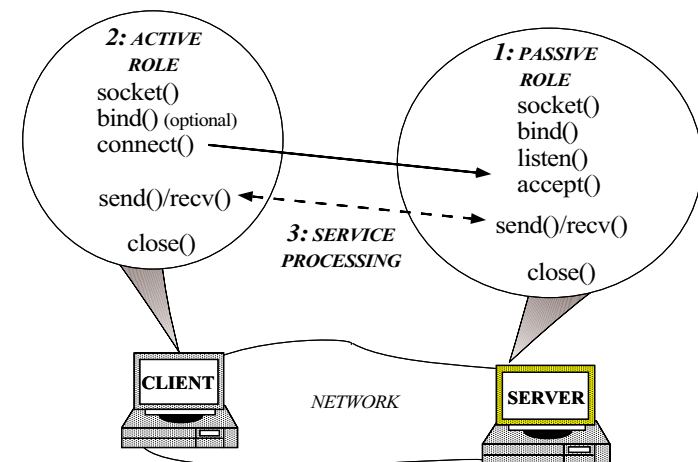 2: ACTIVE
ROLE
socket()
bind() (optional)
connect()
send()/recv()
close()
1: PASSIVE
ROLE
socket()
bind()
listen()
accept()
send()/recv()
close()
3: SERVICE
PROCESSING
CLIENT
NETWORK
SERVER